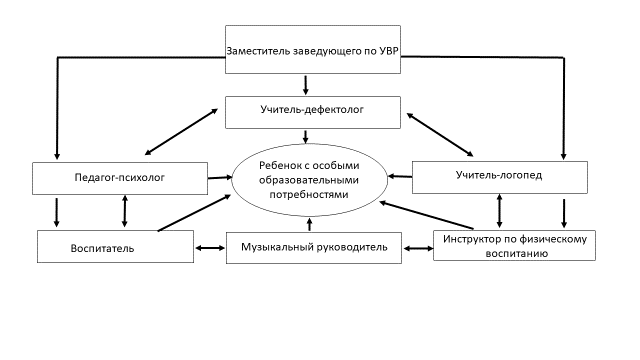 Заместитель заведующего по УВР
Учитель-дефектолог
Ребенок с особыми
образовательными
потребностями
Педагог-психолог
Учитель-логопед
Воспитатель
Музыкальный руководитель
Инструктор по физическому
воспитанию